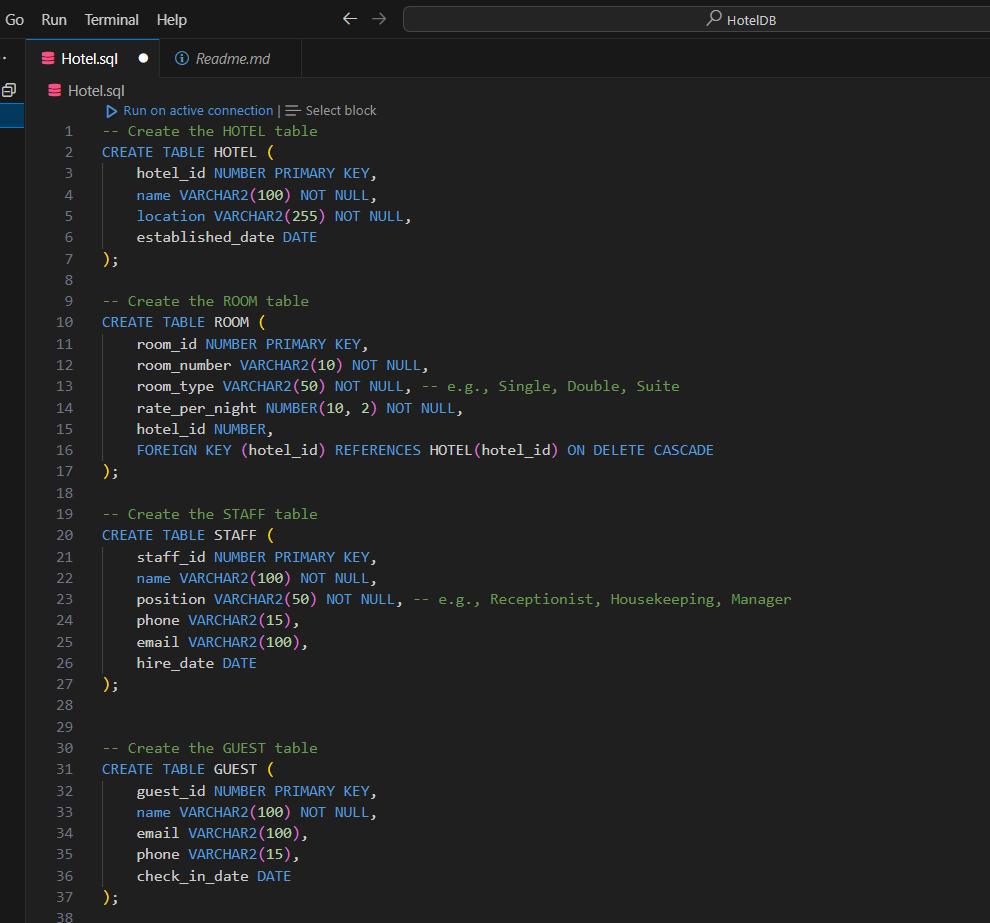 Go Run Terminal Help HotelDB
Hotel.sql Readme.md
Hotel.sql
Run on active connection | Select block
1 -- Create the HOTEL table
2 CREATE TABLE HOTEL (
3 hotel_id NUMBER PRIMARY KEY,
4 name VARCHAR2(100) NOT NULL,
5 location VARCHAR2(255) NOT NULL,
6 established_date DATE
7 );
8
9 -- Create the ROOM table
10 CREATE TABLE ROOM (
11 room_id NUMBER PRIMARY KEY,
12 room_number VARCHAR2(10) NOT NULL,
13 room_type VARCHAR2(50) NOT NULL, -- e.g., Single, Double, Suite
14 rate_per_night NUMBER(10, 2) NOT NULL,
15 hotel_id NUMBER,
16 FOREIGN KEY (hotel_id) REFERENCES HOTEL(hotel_id) ON DELETE CASCADE
17 );
18
19 -- Create the STAFF table
20 CREATE TABLE STAFF (
21 staff_id NUMBER PRIMARY KEY,
22 name VARCHAR2(100) NOT NULL,
23 position VARCHAR2(50) NOT NULL, -- e.g., Receptionist, Housekeeping, Manager
24 phone VARCHAR2(15),
25 email VARCHAR2(100),
26 hire_date DATE
27 );
28
29
30 -- Create the GUEST table
31 CREATE TABLE GUEST (
32 guest_id NUMBER PRIMARY KEY,
33 name VARCHAR2(100) NOT NULL,
34 email VARCHAR2(100),
35 phone VARCHAR2(15),
36 check_in_date DATE
37 );
38